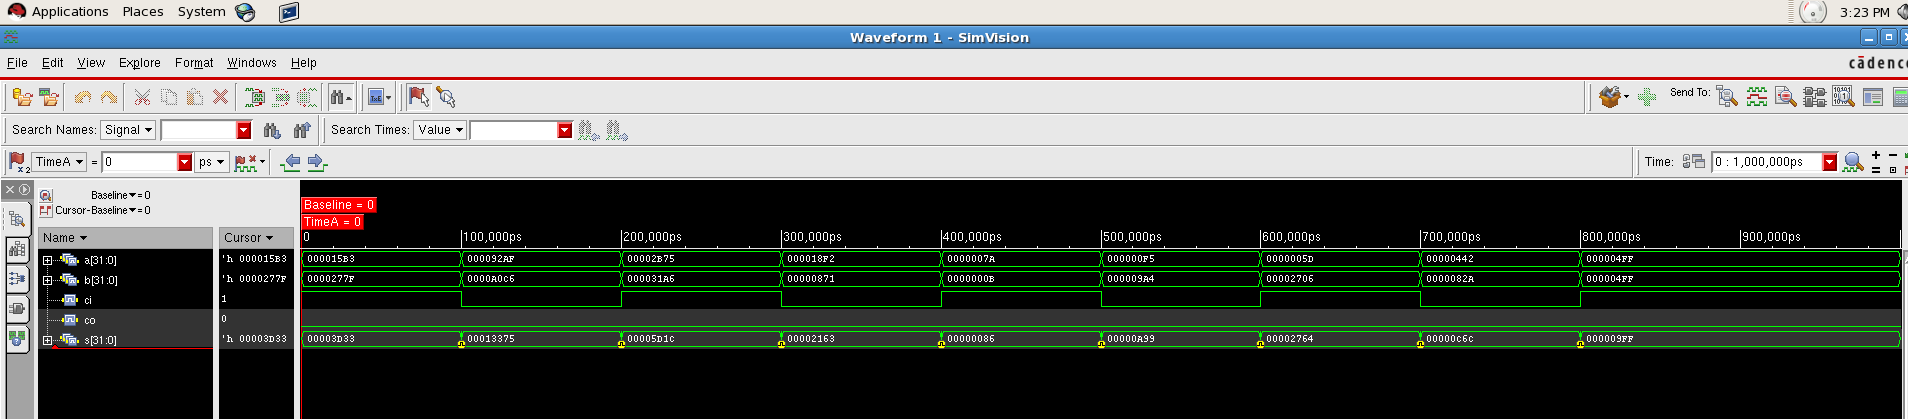 Applications Places System 3:23 PM
Waveform 1 - SimVision
File Edit View Explore Format Windows Help
cādence
Send To:
Search Names: Signal Search Times: Value
x2 TimeA = 0 ps Time: 0 : 1,000,000ps
Baseline = 0
Cursor-Baseline = 0
Baseline = 0
TimeA = 0
Name Cursor 0 100,000ps 200,000ps 300,000ps 400,000ps 500,000ps 600,000ps 700,000ps 800,000ps 900,000ps
a[31:0] 'h 000015B3 000015B3 000092AF 00002B75 000018F2 0000007A 000000F5 0000005D 00000442 000004FF
b[31:0] 'h 0000277F 0000277F 0000A0C6 000031A6 00000871 0000000B 000009A4 00002706 0000082A 000004FF
ci 1
co 0
s[31:0] 'h 00003D33 00003D33 00013375 00005D1C 00002163 00000086 00000A99 00002764 00000C6C 000009FF